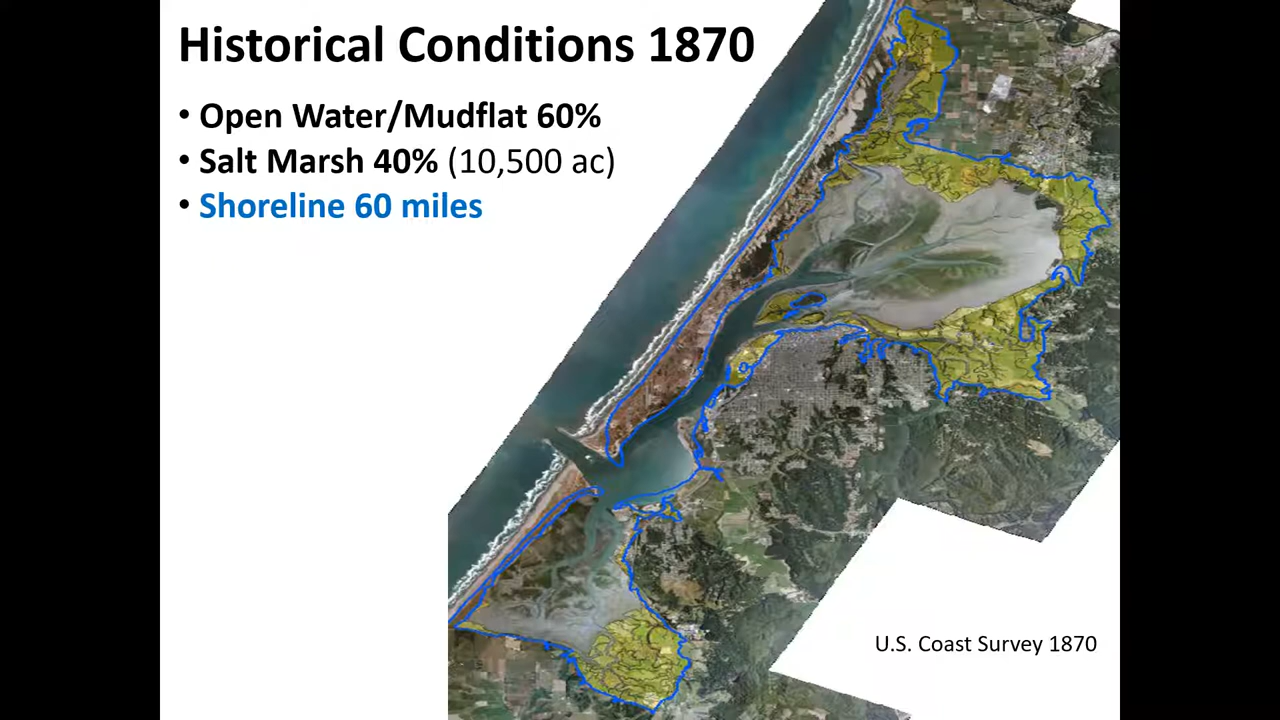 Historical Conditions 1870
• Open Water/Mudflat 60%
• Salt Marsh 40% (10,500 ac)
• Shoreline 60 miles
U.S. Coast Survey 1870